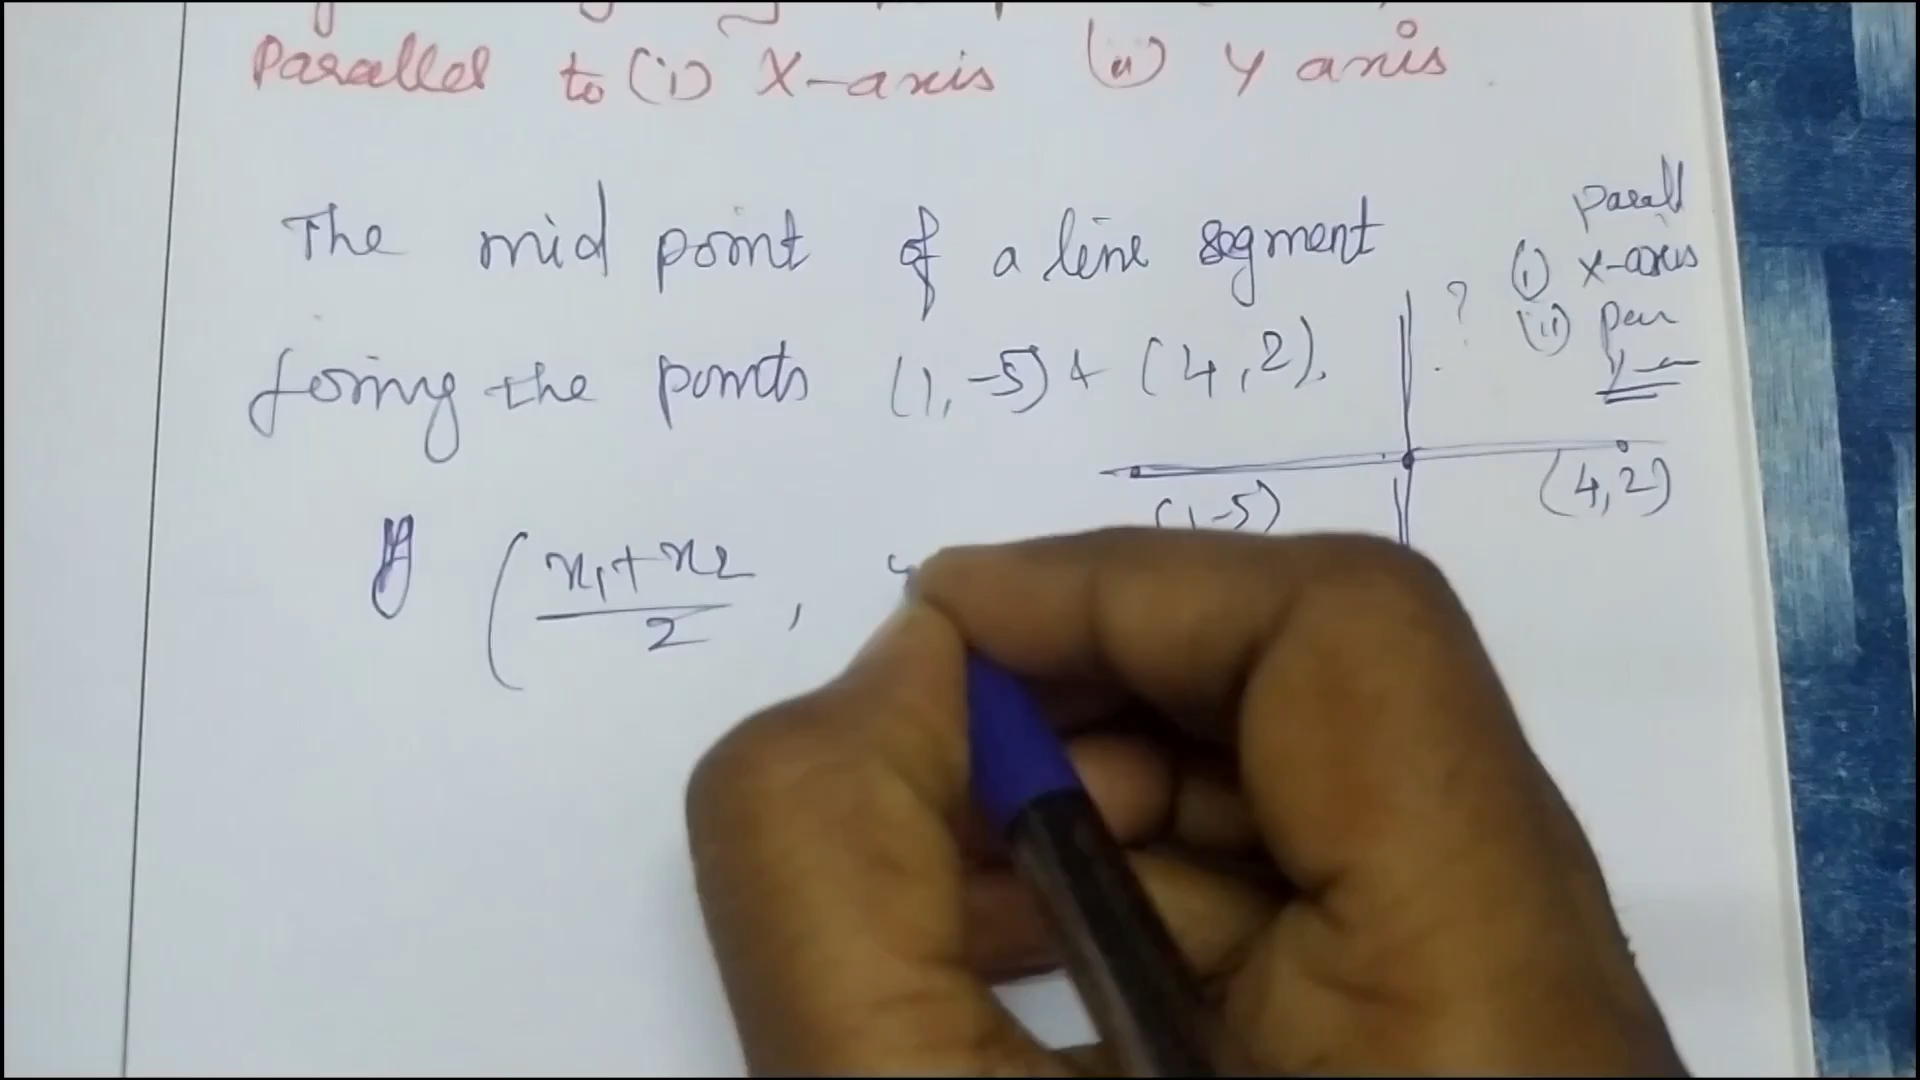 Parallel to (i) X-axis (ii) Y axis.
The mid point of a line segment
foring the points (1, -5) + (4, 2).
parall
(i) x-axis
(ii) per
?
(1 -5)
(4, 2)
(x1+x2
2 ,